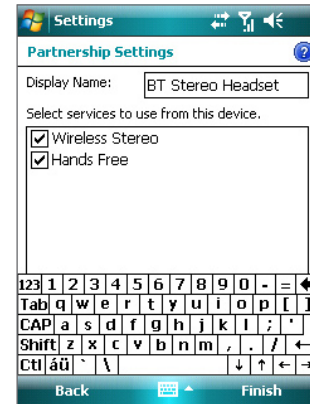 Settings
Partnership Settings
?
Display Name: BT Stereo Headset
Select services to use from this device.
Wireless Stereo
Hands Free
123 1 2 3 4 5 6 7 8 9 0 - =
Tab q w e r t y u i o p [ ]
CAP a s d f g h j k l ; '
Shift z x c v b n m , . /
Ctl áü ` \
Back Finish